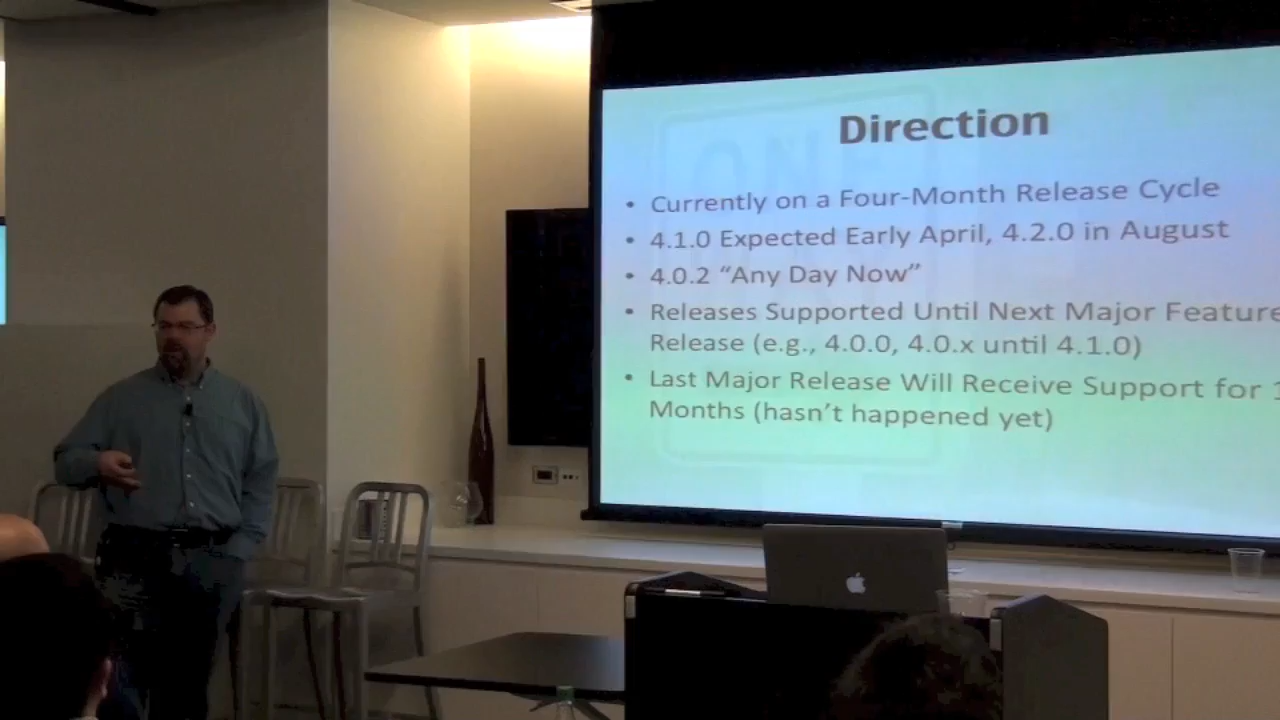 Direction
• Currently on a Four-Month Release Cycle
• 4.1.0 Expected Early April, 4.2.0 in August
• 4.0.2 “Any Day Now”
• Releases Supported Until Next Major Feature
Release (e.g., 4.0.0, 4.0.x until 4.1.0)
• Last Major Release Will Receive Support for
Months (hasn’t happened yet)
ONE